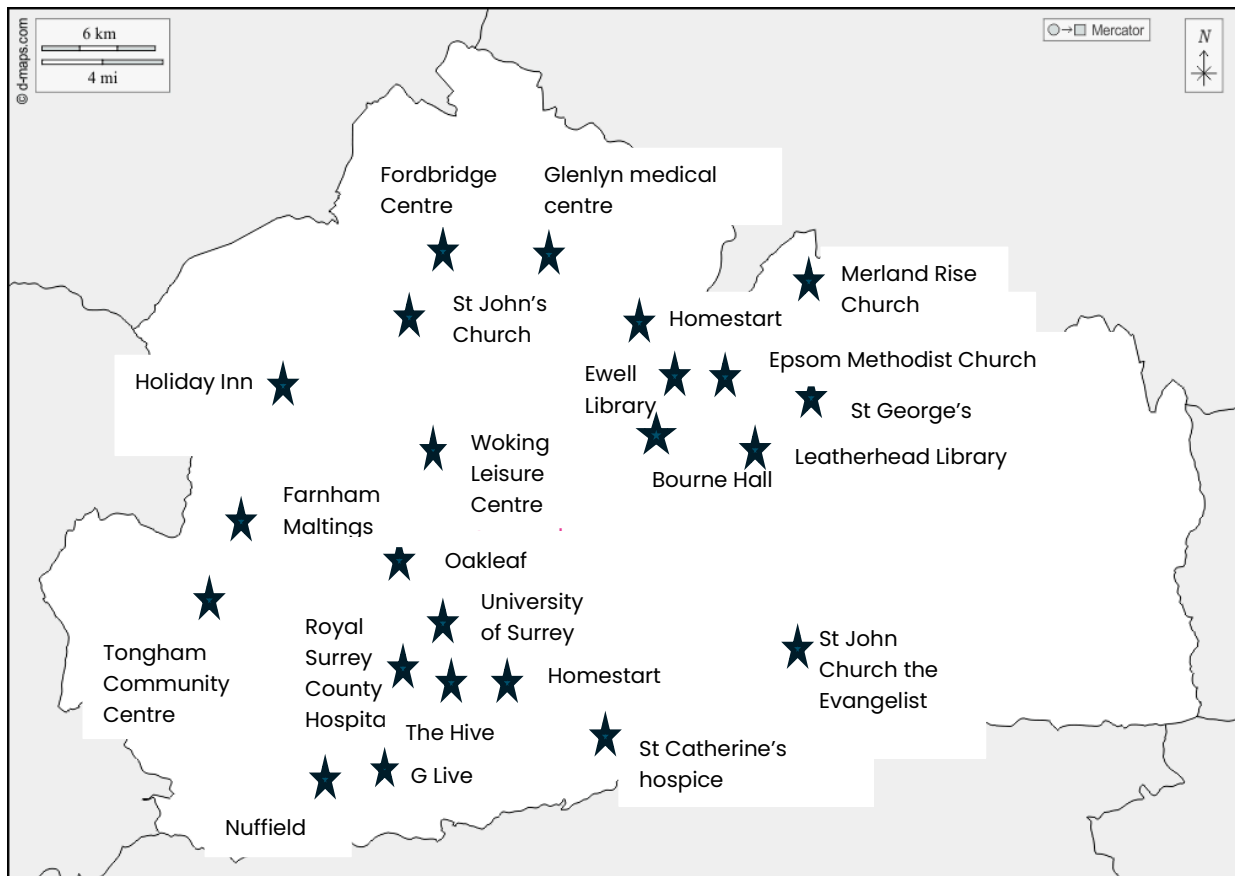 © d-maps.com
6 km
4 mi
Mercator
N
Fordbridge
Centre
Glenlyn medical
centre
Merland Rise
Church
St John’s
Church
Homestart
Epsom Methodist Church
Holiday Inn
Ewell
Library
St George’s
Woking
Leisure
Centre
Leatherhead Library
Bourne Hall
Farnham
Maltings
Oakleaf
University
of Surrey
Royal
Surrey
County
Hospita
Tongham
Community
Centre
St John
Church the
Evangelist
Homestart
The Hive
St Catherine’s
hospice
G Live
Nuffield